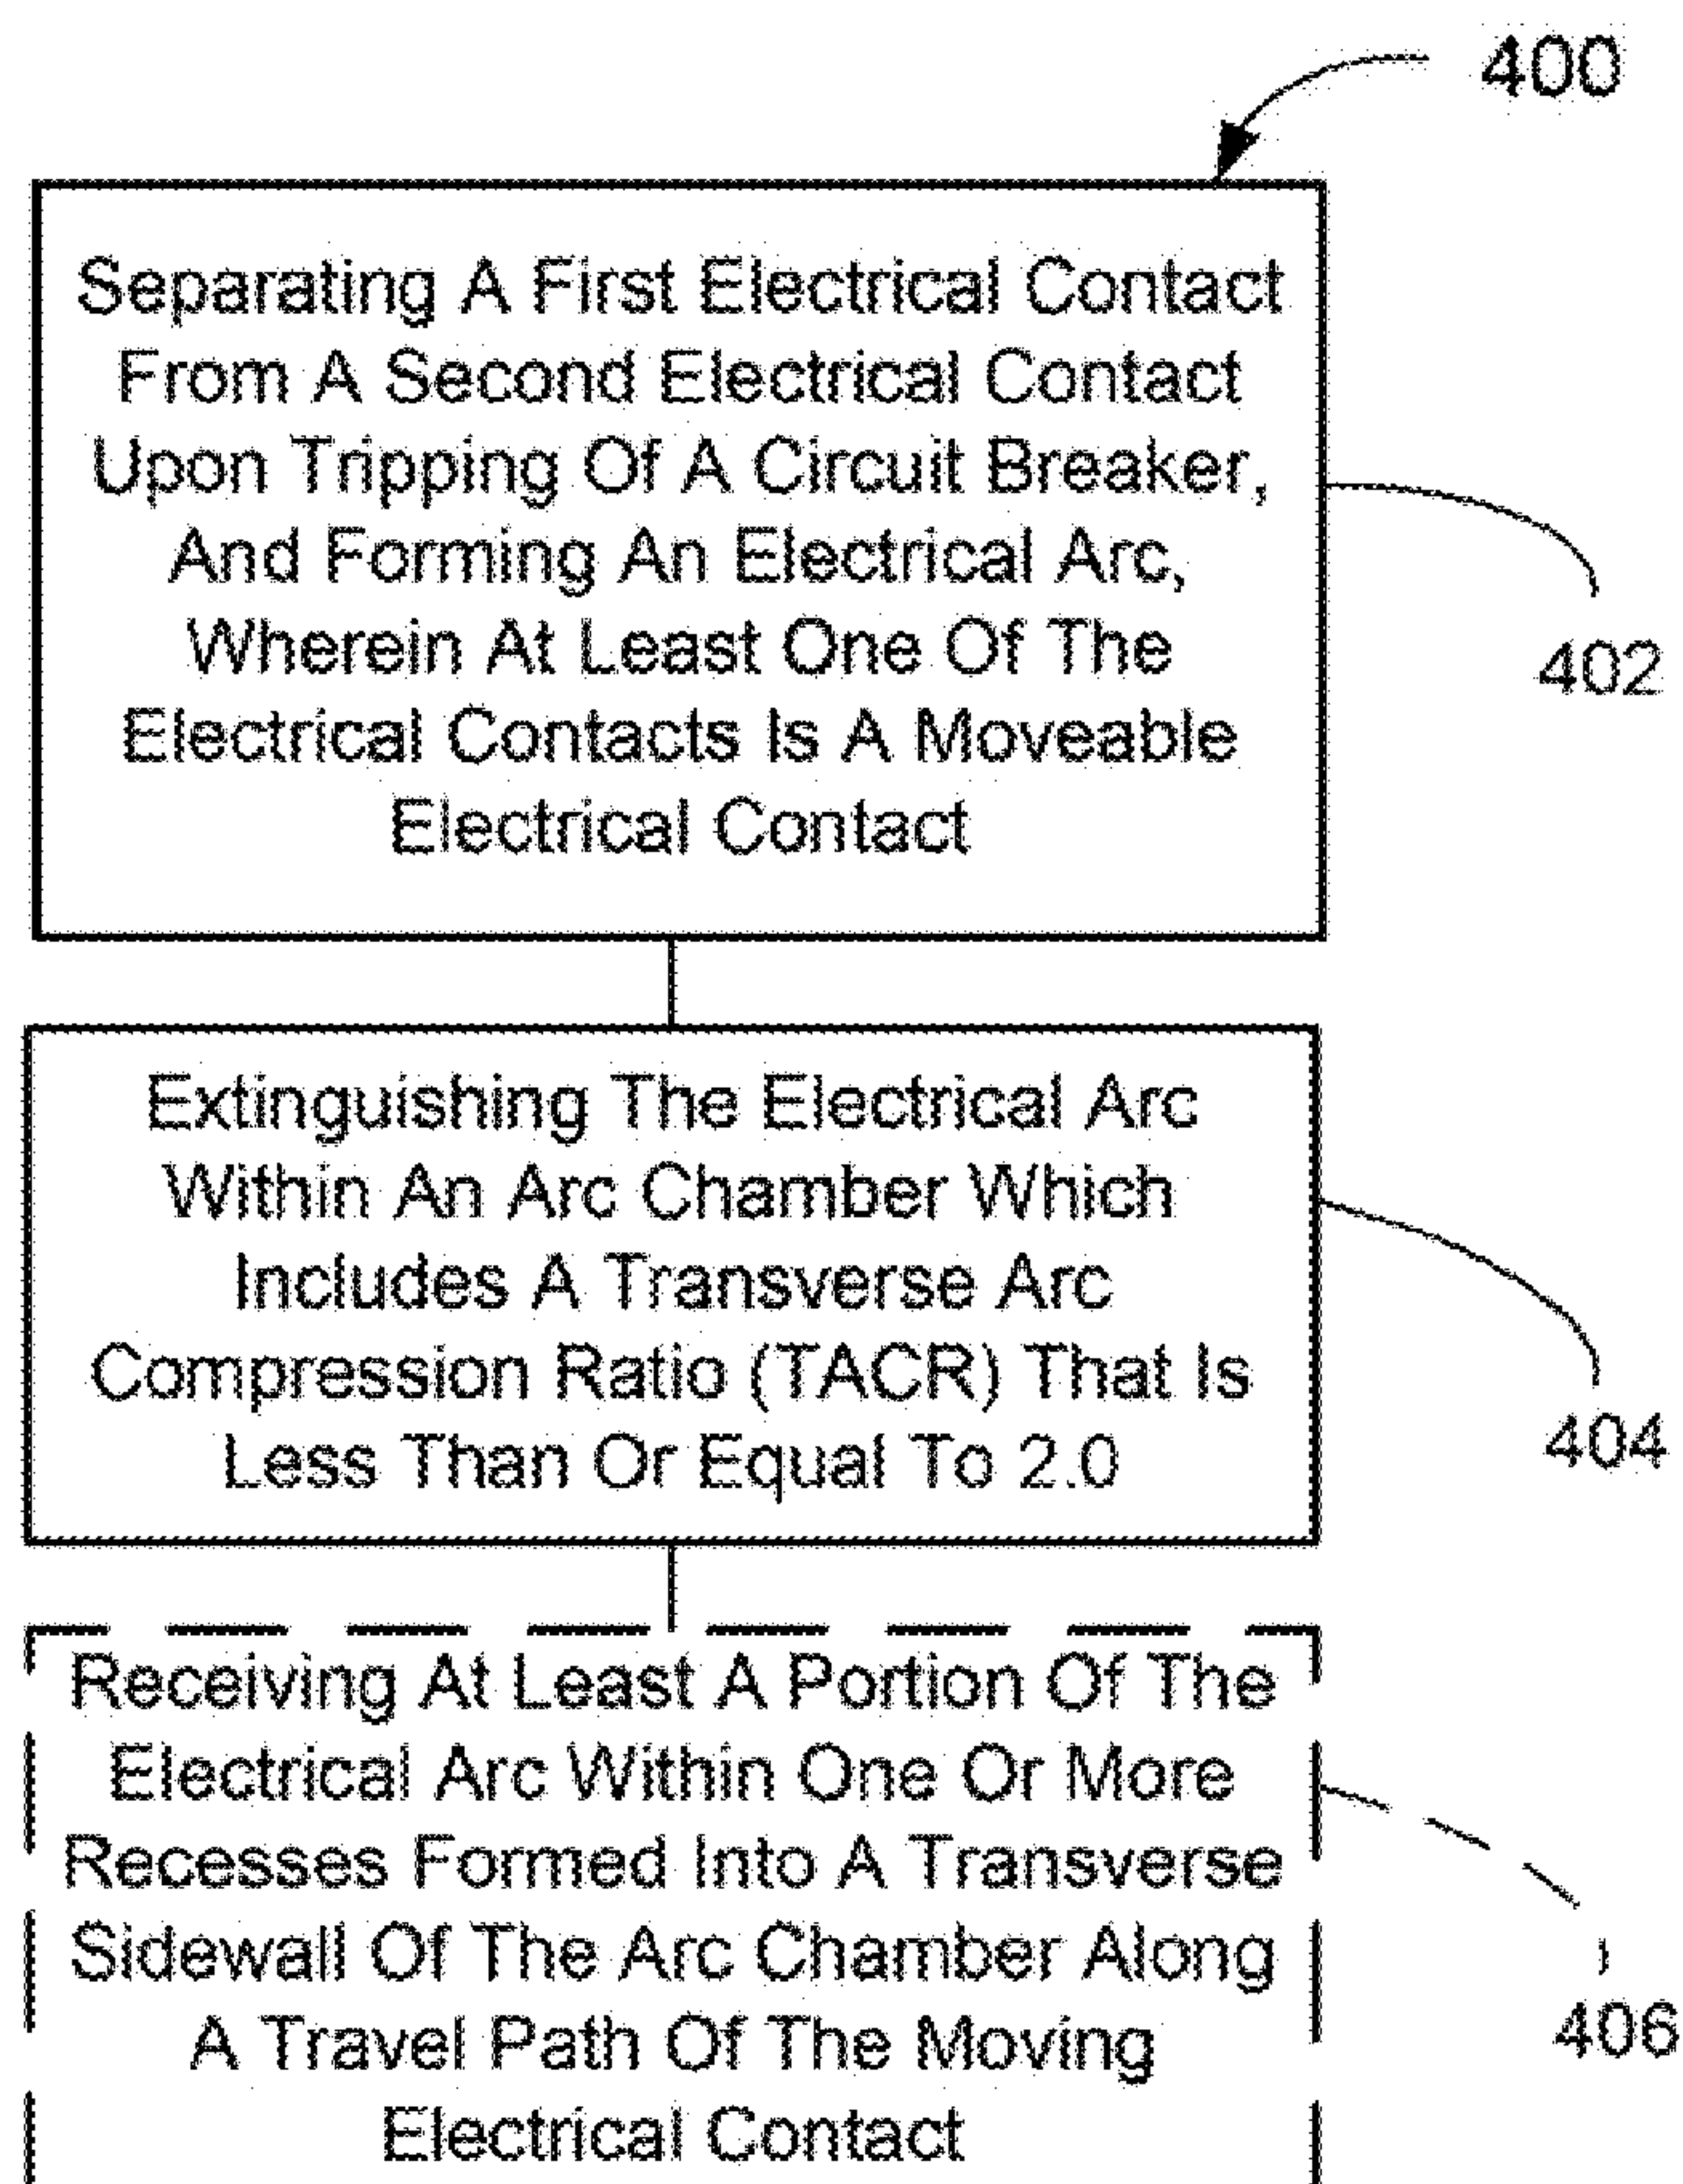 400
Separating A First Electrical Contact
From A Second Electrical Contact
Upon Tripping Of A Circuit Breaker,
And Forming An Electrical Arc,
Wherein At Least One Of The
Electrical Contacts Is A Moveable
Electrical Contact
402
Extinguishing The Electrical Arc
Within An Arc Chamber Which
Includes A Transverse Arc
Compression Ratio (TACR) That Is
Less Than Or Equal To 2.0
404
Receiving At Least A Portion Of The
Electrical Arc Within One Or More
Recesses Formed Into A Transverse
Sidewall Of The Arc Chamber Along
A Travel Path Of The Moving
Electrical Contact
406